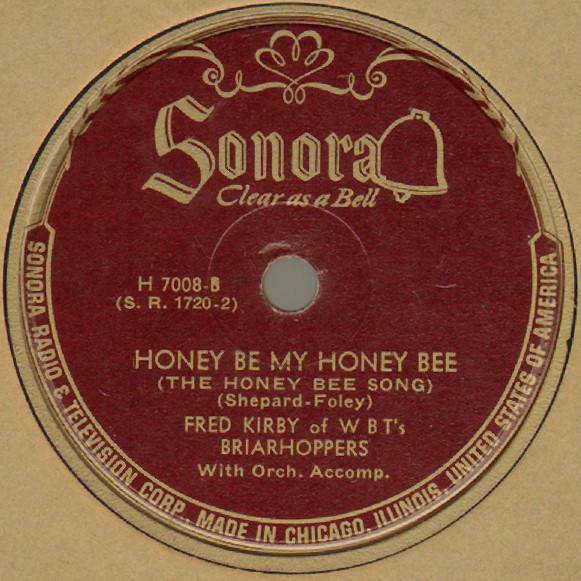 Sonora
Clear as a Bell
H 7008-B
(S. R. 1720-2)
HONEY BE MY HONEY BEE
(THE HONEY BEE SONG)
(Shepard-Foley)
FRED KIRBY of W B T's
BRIARHOPPERS
With Orch. Accomp.
SONORA RADIO & TELEVISION CORP., MADE IN CHICAGO, ILLINOIS, UNITED STATES OF AMERICA